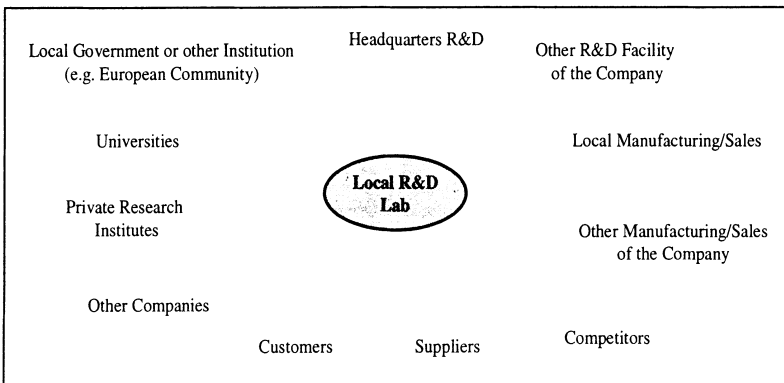 Headquarters R&D
Local Government or other Institution
(e.g. European Community)
Other R&D Facility
of the Company
Universities
Local Manufacturing/Sales
Local R&D
Lab
Private Research
Institutes
Other Manufacturing/Sales
of the Company
Other Companies
Customers
Suppliers
Competitors